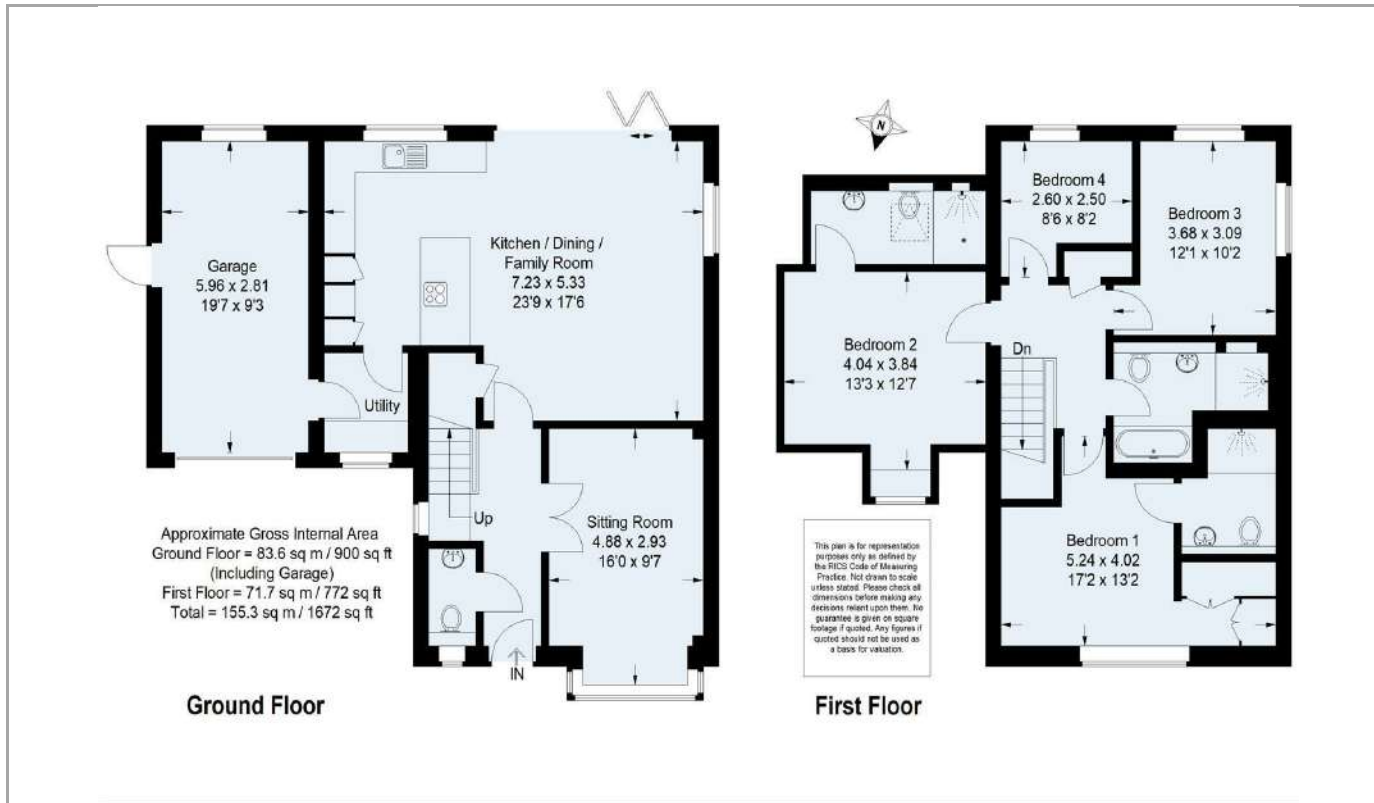 Garage
5.96 x 2.81
19'7 x 9'3
Kitchen / Dining /
Family Room
7.23 x 5.33
23'9 x 17'6
Utility
Up
Sitting Room
4.88 x 2.93
16'0 x 9'7
IN
Approximate Gross Internal Area
Ground Floor = 83.6 sq m / 900 sq ft
(Including Garage)
First Floor = 71.7 sq m / 772 sq ft
Total = 155.3 sq m / 1672 sq ft
Ground Floor
N
Bedroom 4
2.60 x 2.50
8'6 x 8'2
Bedroom 3
3.68 x 3.09
12'1 x 10'2
Bedroom 2
4.04 x 3.84
13'3 x 12'7
Dn
Bedroom 1
5.24 x 4.02
17'2 x 13'2
This plan is for representation
purposes only as defined by
the RICS Code of Measuring
Practice. Not drawn to scale
unless stated. Please check all
dimensions before making any
decisions reliant upon them. No
guarantee is given on square
footage if quoted. Any figures if
quoted should not be used as
a basis for valuation.
First Floor